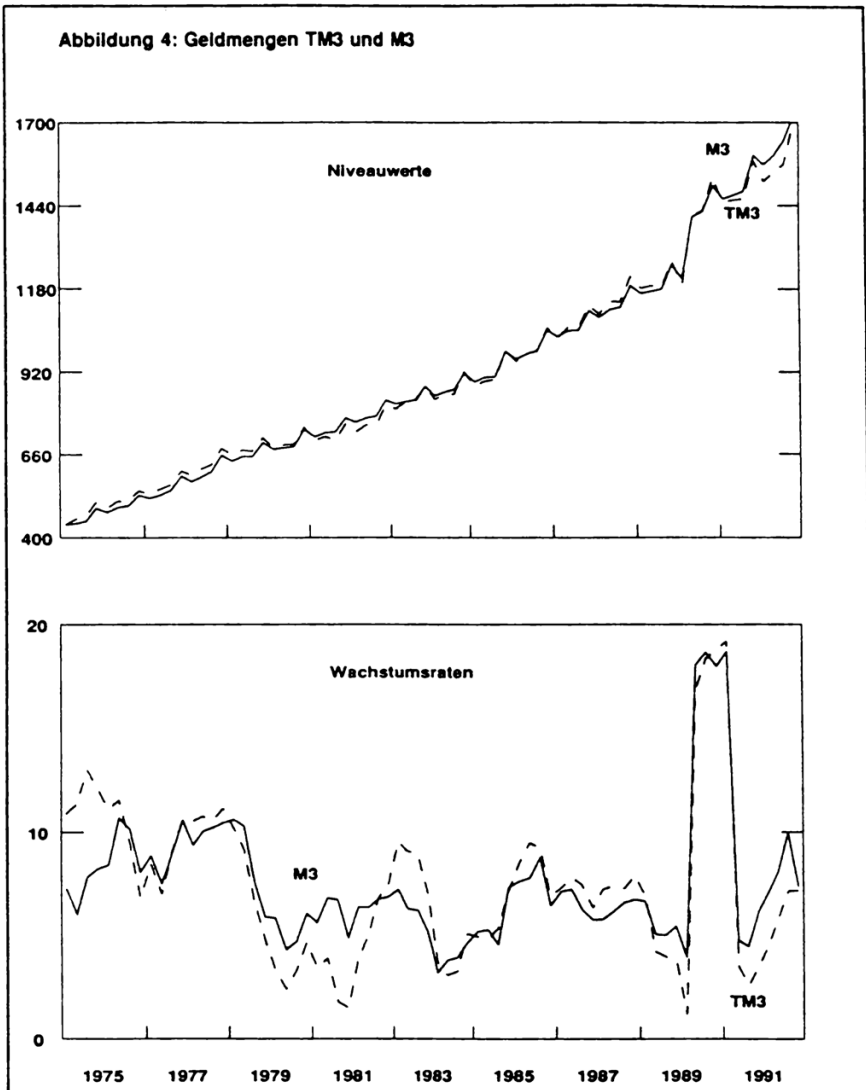 Abbildung 4: Geldmengen TM3 und M3
1700
M3
Niveauwerte
1440
TM3
1180
920
660
400
20
Wachstumsraten
10
M3
TM3
0
1975 1977 1979 1981 1983 1985 1987 1989 1991